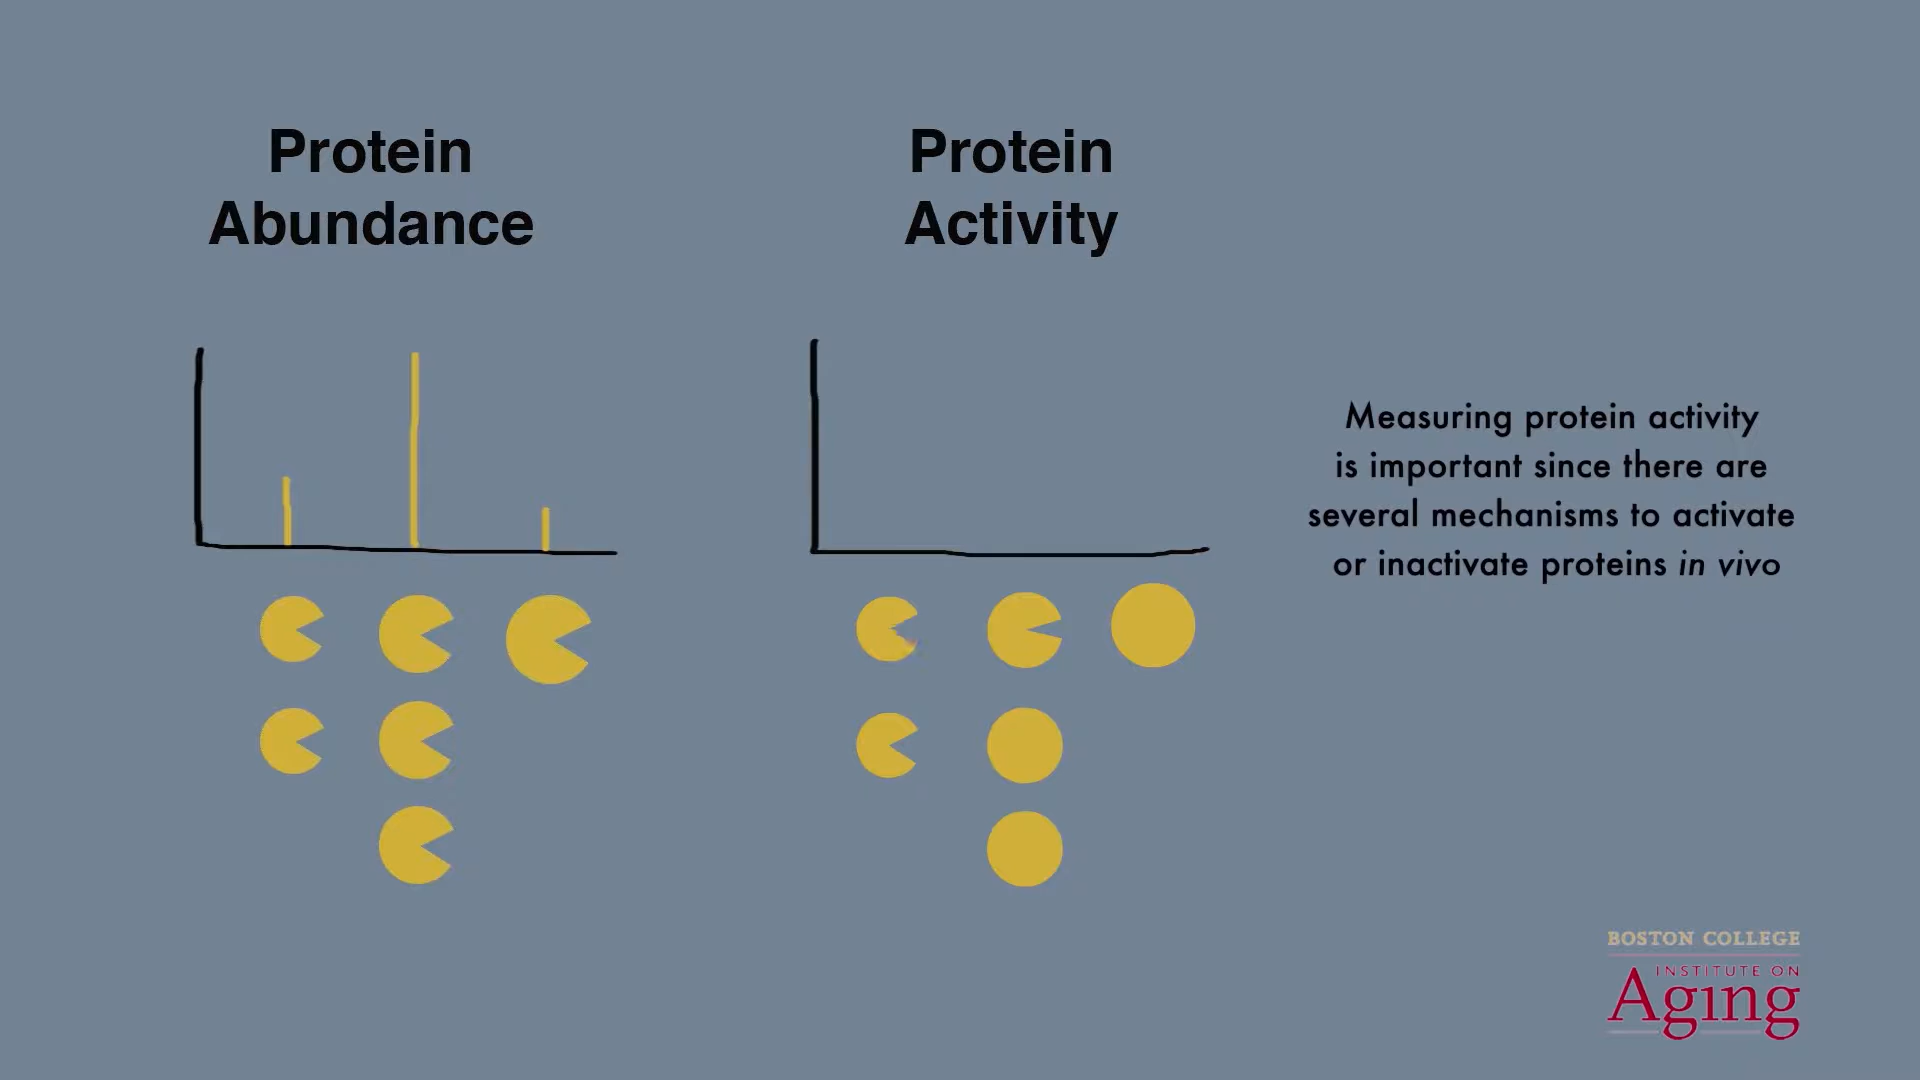 Protein
Abundance
Protein
Activity
Measuring protein activity
is important since there are
several mechanisms to activate
or inactivate proteins in vivo
BOSTON COLLEGE
INSTITUTE ON
Aging